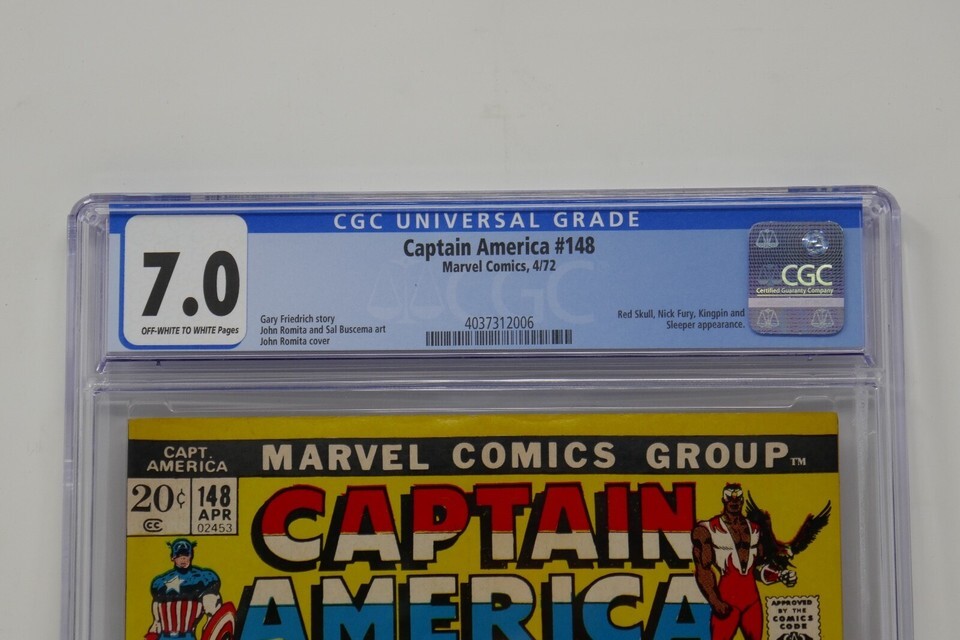 CGC UNIVERSAL GRADE
7.0
OFF-WHITE TO WHITE Pages
Captain America #148
Marvel Comics, 4/72
Gary Friedrich story
John Romita and Sal Buscema art
John Romita cover
4037312006
Red Skull, Nick Fury, Kingpin and
Sleeper appearance.
CGC
Certified Guaranty Company
CGC
CAPT. AMERICA
MARVEL COMICS GROUP™
20¢
CC
148
APR
02453
CAPTAIN
AMERICA
APPROVED
BY THE
COMICS
CODE